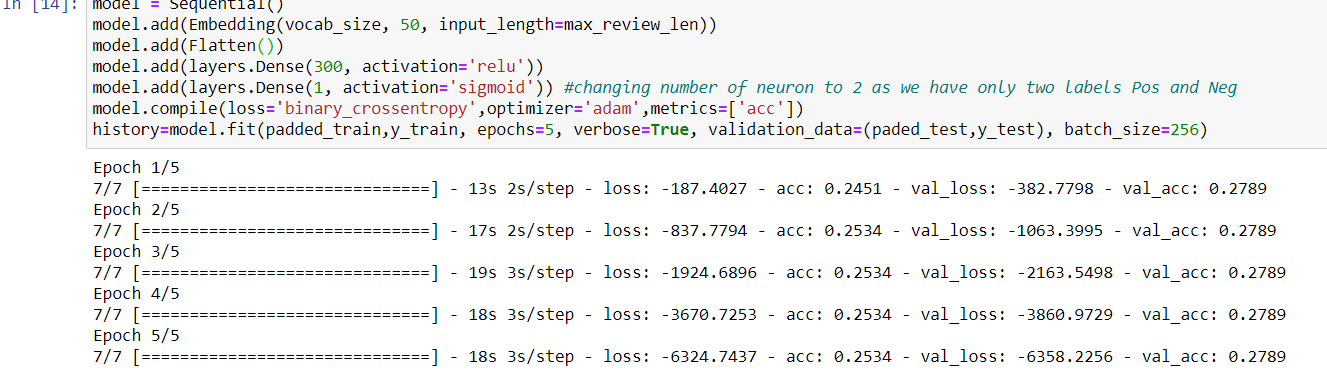 In [14]: model = Sequential()
model.add(Embedding(vocab_size, 50, input_length=max_review_len))
model.add(Flatten())
model.add(layers.Dense(300, activation='relu'))
model.add(layers.Dense(1, activation='sigmoid')) #changing number of neuron to 2 as we have only two labels Pos and Neg
model.compile(loss='binary_crossentropy',optimizer='adam',metrics=['acc'])
history=model.fit(padded_train,y_train, epochs=5, verbose=True, validation_data=(paded_test,y_test), batch_size=256)
Epoch 1/5
7/7 [==============================] - 13s 2s/step - loss: -187.4027 - acc: 0.2451 - val_loss: -382.7798 - val_acc: 0.2789
Epoch 2/5
7/7 [==============================] - 17s 2s/step - loss: -837.7794 - acc: 0.2534 - val_loss: -1063.3995 - val_acc: 0.2789
Epoch 3/5
7/7 [==============================] - 19s 3s/step - loss: -1924.6896 - acc: 0.2534 - val_loss: -2163.5498 - val_acc: 0.2789
Epoch 4/5
7/7 [==============================] - 18s 3s/step - loss: -3670.7253 - acc: 0.2534 - val_loss: -3860.9729 - val_acc: 0.2789
Epoch 5/5
7/7 [==============================] - 18s 3s/step - loss: -6324.7437 - acc: 0.2534 - val_loss: -6358.2256 - val_acc: 0.2789